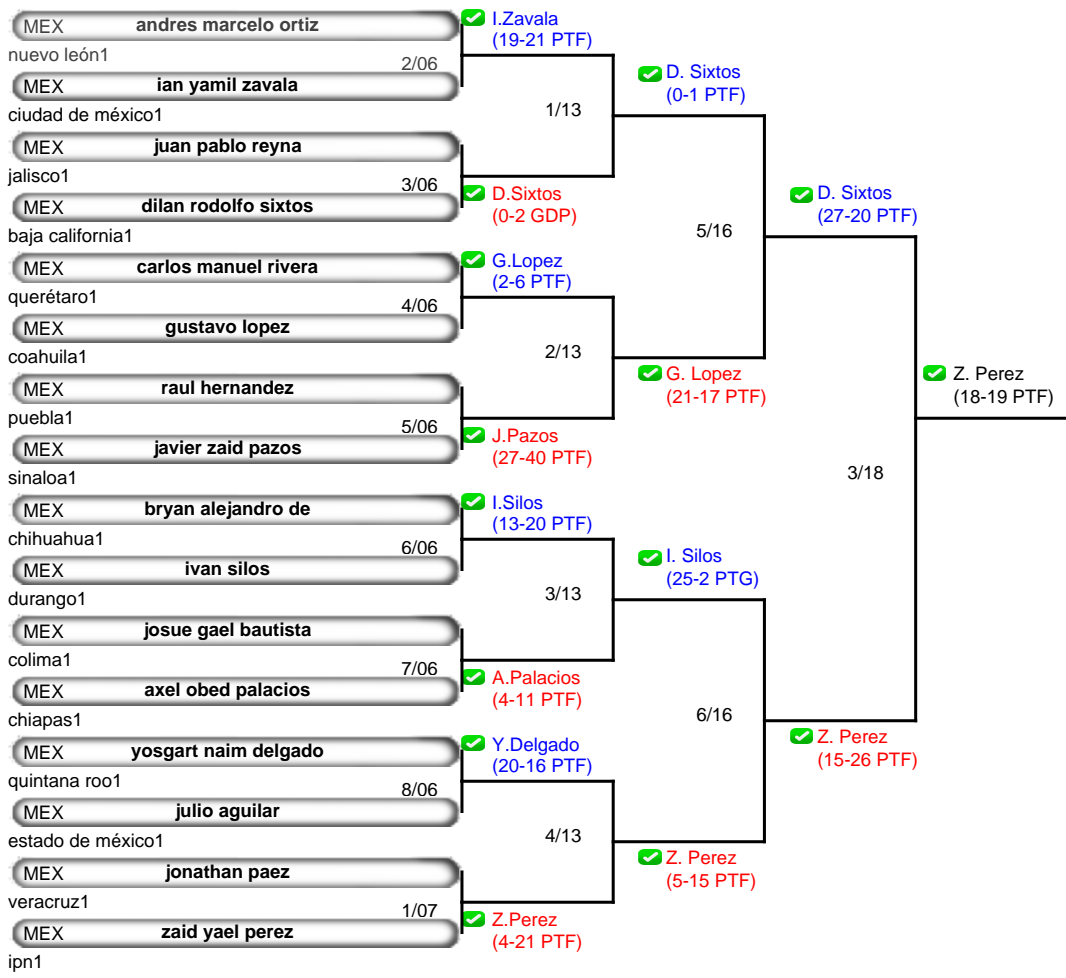 MEX andres marcelo ortiz
nuevo león1
2/06
MEX ian yamil zavala
ciudad de méxico1
MEX juan pablo reyna
jalisco1
3/06
MEX dilan rodolfo sixtos
baja california1
MEX carlos manuel rivera
querétaro1
4/06
MEX gustavo lopez
coahuila1
MEX raul hernandez
puebla1
5/06
MEX javier zaid pazos
sinaloa1
MEX bryan alejandro de
chihuahua1
6/06
MEX ivan silos
durango1
MEX josue gael bautista
colima1
7/06
MEX axel obed palacios
chiapas1
MEX yosgart naim delgado
quintana roo1
8/06
MEX julio aguilar
estado de méxico1
MEX jonathan paez
veracruz1
1/07
MEX zaid yael perez
ipn1
I.Zavala
(19-21 PTF)
D.Sixtos
(0-2 GDP)
G.Lopez
(2-6 PTF)
J.Pazos
(27-40 PTF)
I.Silos
(13-20 PTF)
A.Palacios
(4-11 PTF)
Y.Delgado
(20-16 PTF)
Z.Perez
(4-21 PTF)
1/13
2/13
3/13
4/13
D. Sixtos
(0-1 PTF)
G. Lopez
(21-17 PTF)
I. Silos
(25-2 PTG)
Z. Perez
(5-15 PTF)
5/16
6/16
D. Sixtos
(27-20 PTF)
Z. Perez
(15-26 PTF)
3/18
Z. Perez
(18-19 PTF)